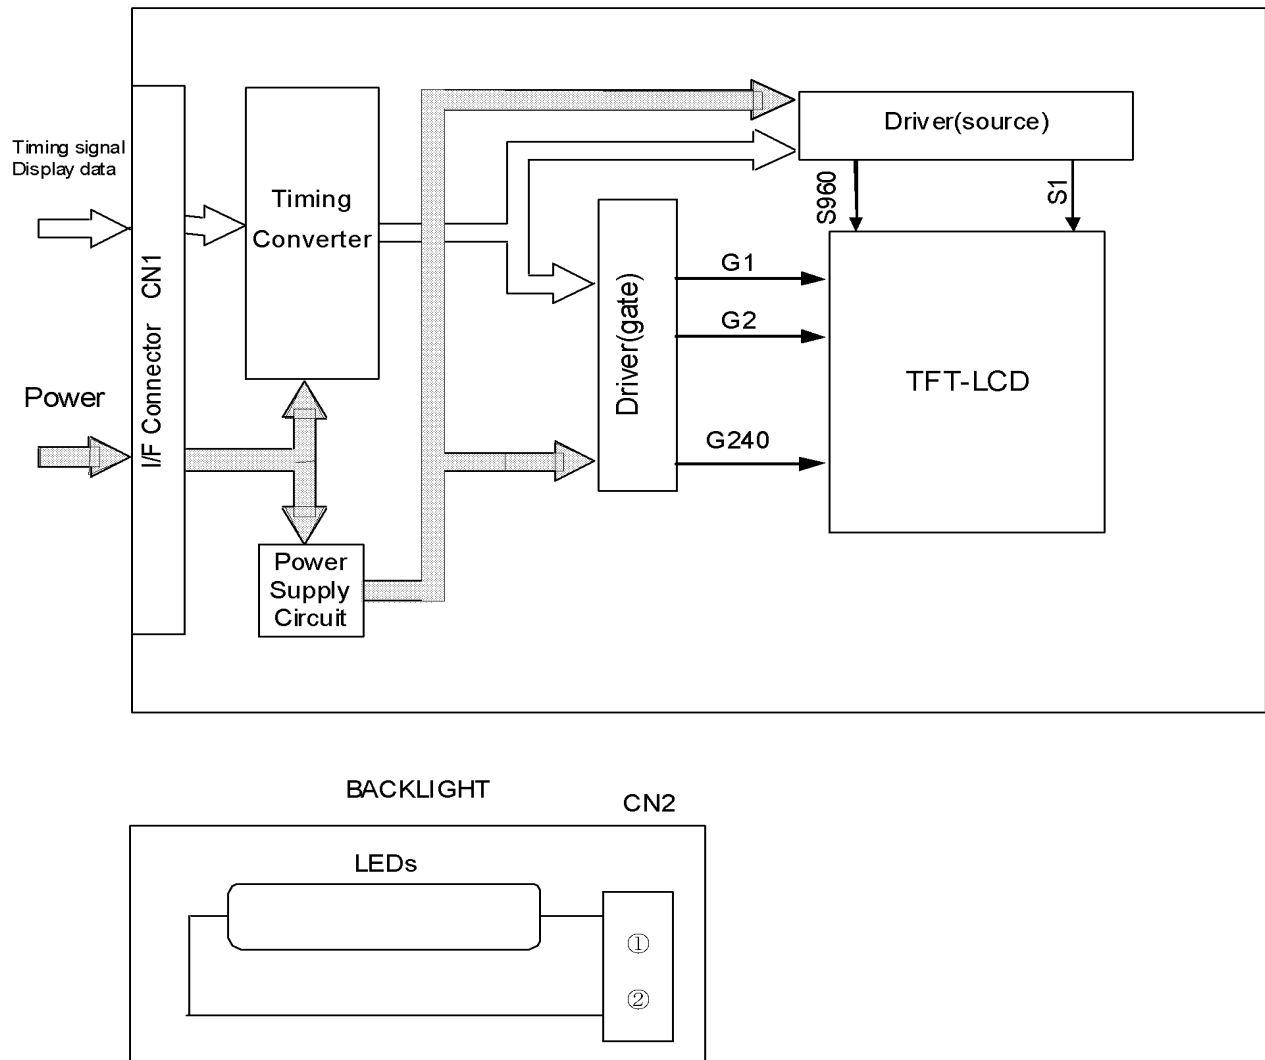 Timing signal
Display data
Power
I/F Connector CN1
Timing
Converter
Power
Supply
Circuit
Driver(source)
S960
S1
Driver(gate)
G1
G2
G240
TFT-LCD
BACKLIGHT
CN2
LEDs
①
②